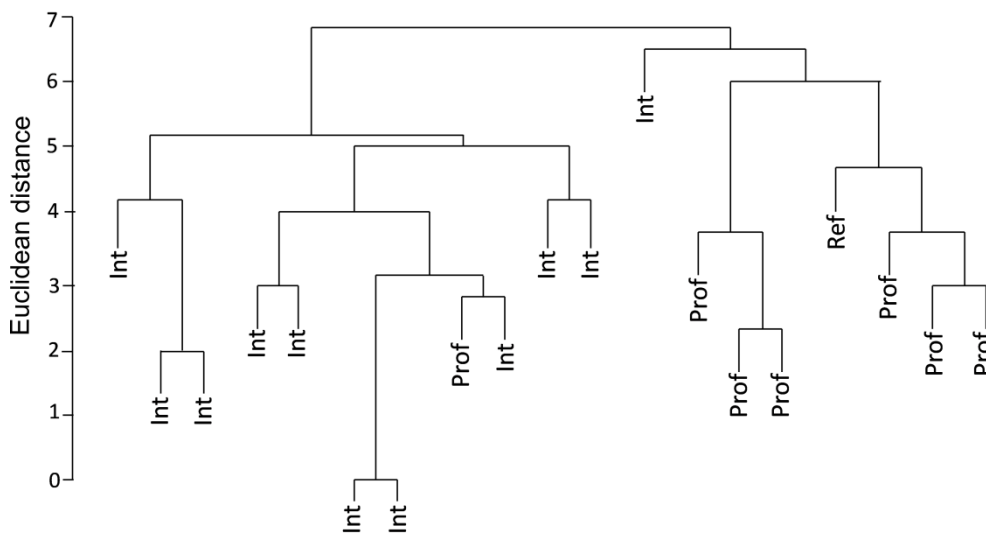 Euclidean distance
7
6
5
4
3
2
1
0
Int
Int
Int
Int
Int
Int
Int
Prof
Int
Int
Int
Int
Prof
Prof
Prof
Ref
Prof
Prof
Prof